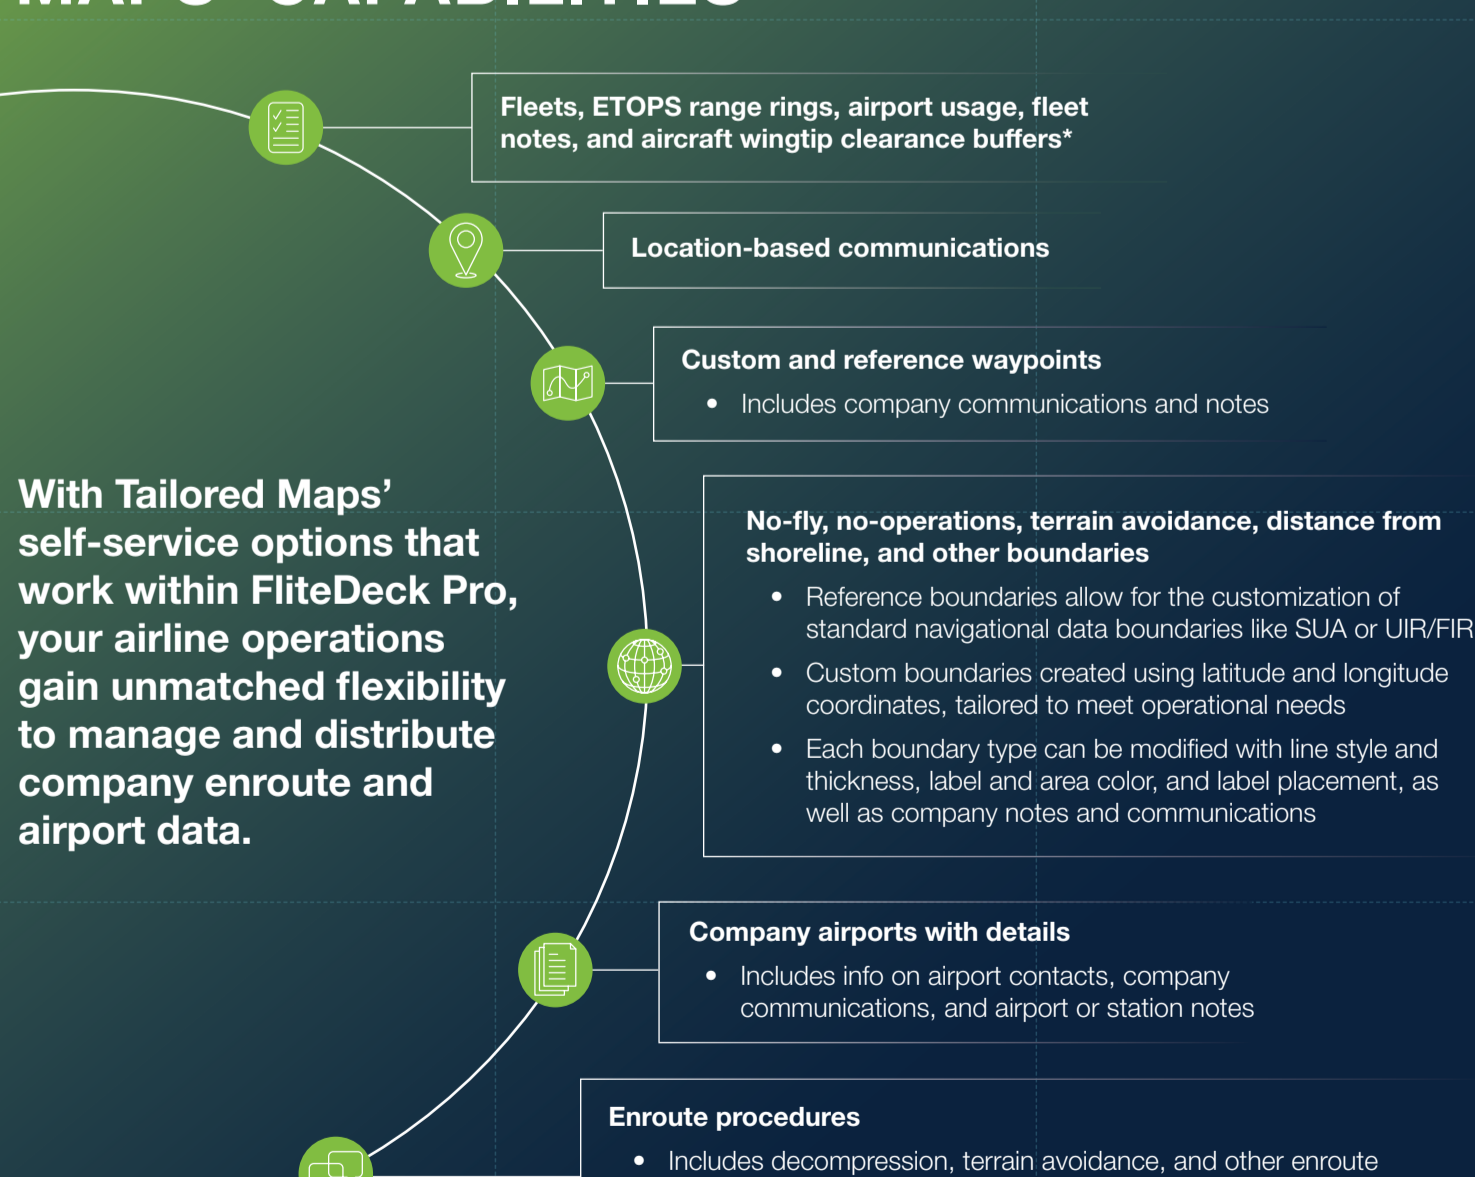 MAPS' CAPABILITIES
Fleets, ETOPS range rings, airport usage, fleet
notes, and aircraft wingtip clearance buffers*
Location-based communications
Custom and reference waypoints
• Includes company communications and notes
With Tailored Maps’
self-service options that
work within FliteDeck Pro,
your airline operations
gain unmatched flexibility
to manage and distribute
company enroute and
airport data.
No-fly, no-operations, terrain avoidance, distance from
shoreline, and other boundaries
• Reference boundaries allow for the customization of
standard navigational data boundaries like SUA or UIR/FIR
• Custom boundaries created using latitude and longitude
coordinates, tailored to meet operational needs
• Each boundary type can be modified with line style and
thickness, label and area color, and label placement, as
well as company notes and communications
Company airports with details
• Includes info on airport contacts, company
communications, and airport or station notes
Enroute procedures
• Includes decompression, terrain avoidance, and other enroute